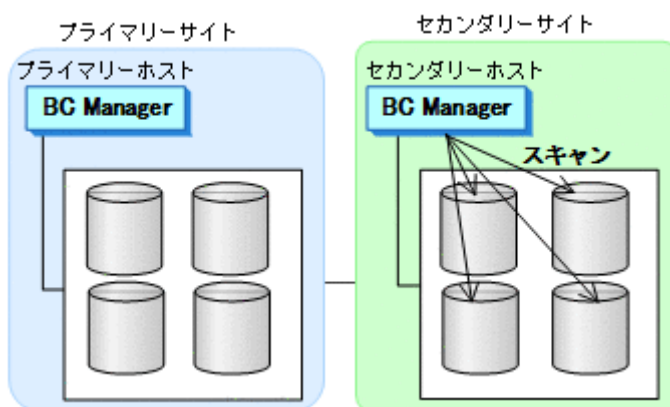 プライマリーサイト
プライマリーホスト
BC Manager
セカンダリーサイト
セカンダリーホスト
BC Manager
スキャン